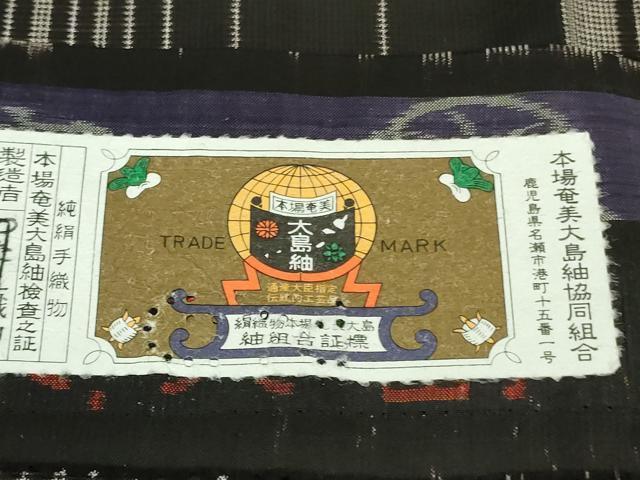 本場奄美大島紬協同組合
鹿児島県名瀬市港町十五番一号
本場奄美
大島紬
TRADE MARK
通産大臣指定
伝統的工芸品
絹織物本場奄美大島
紬組合証標
純絹手織物
本場奄美大島紬検査之証
製造者